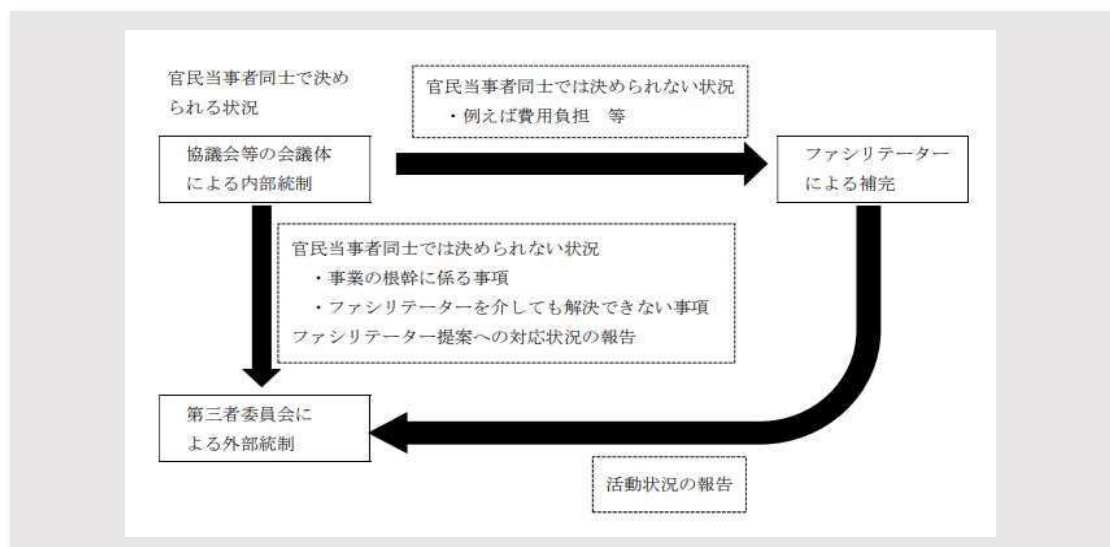 官民当事者同士で決め
られる状況
官民当事者同士では決められない状況
・例えば費用負担　等
協議会等の会議体
による内部統制
ファシリテーター
による補完
官民当事者同士では決められない状況
・事業の根幹に係る事項
・ファシリテーターを介しても解決できない事項
ファシリテーター提案への対応状況の報告
第三者委員会に
よる外部統制
活動状況の報告